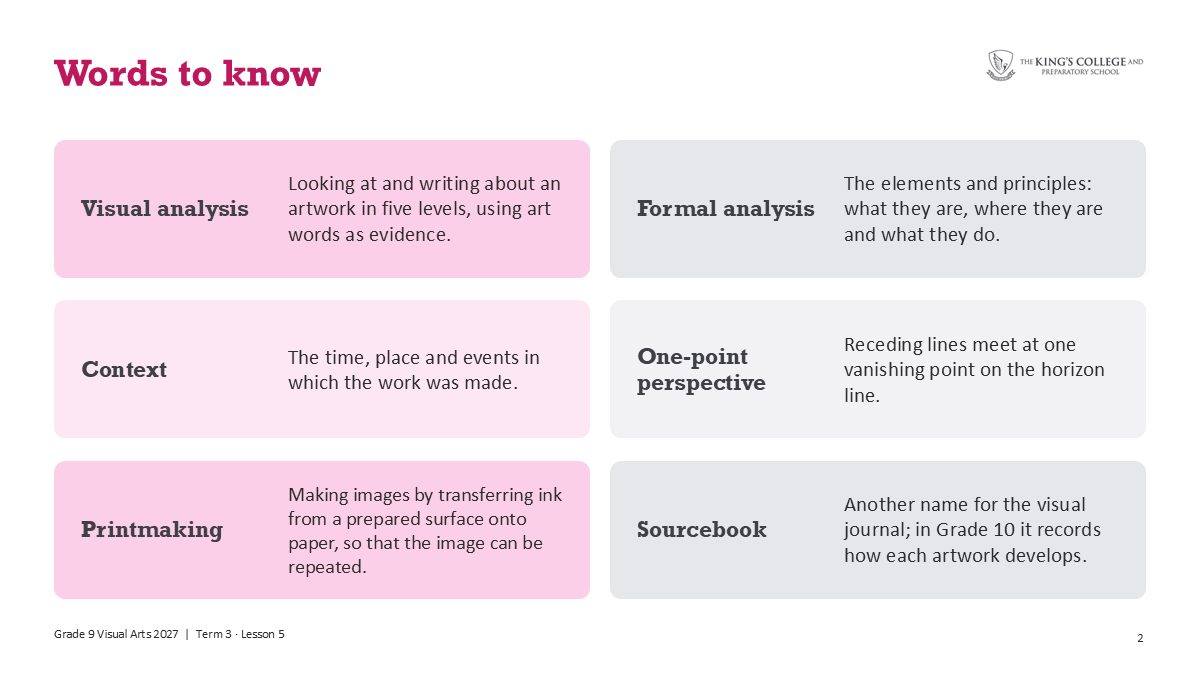 Words to know
THE KING'S COLLEGE AND
PREPARATORY SCHOOL
Visual analysis
Looking at and writing about an
artwork in five levels, using art
words as evidence.
Formal analysis
The elements and principles:
what they are, where they are
and what they do.
Context
The time, place and events in
which the work was made.
One-point
perspective
Receding lines meet at one
vanishing point on the horizon
line.
Printmaking
Making images by transferring ink
from a prepared surface onto
paper, so that the image can be
repeated.
Sourcebook
Another name for the visual
journal; in Grade 10 it records
how each artwork develops.
Grade 9 Visual Arts 2027 | Term 3 · Lesson 5
2